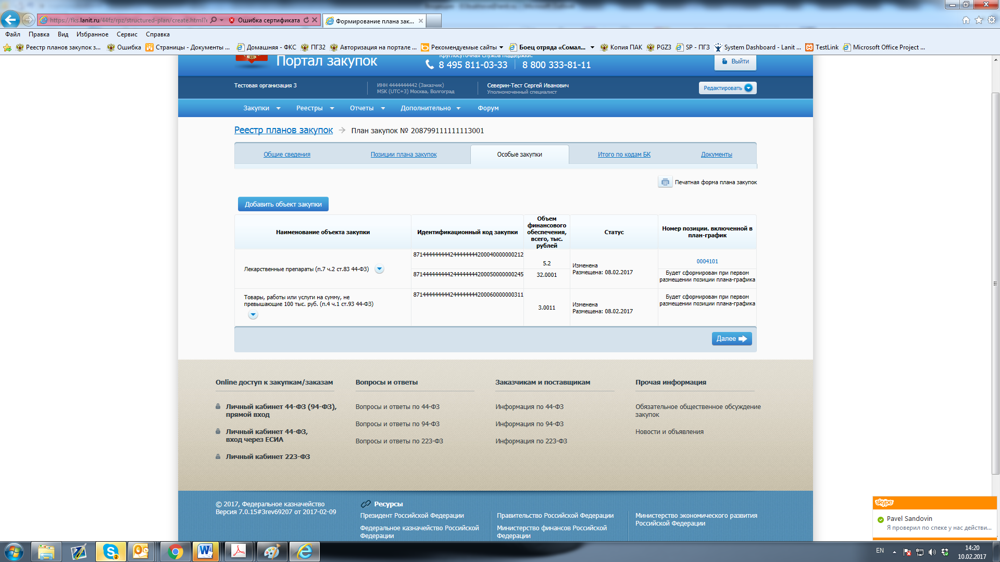 https://fks.lanit.ru/44fz/rpz/structured-plan/create.html?
Ошибка сертификата
Формирование плана зак...
Файл Правка Вид Избранное Сервис Справка
Реестр планов закупок з...
Ошибка
Страницы - Документы ...
Домашняя - ФКС
ПГ32
Авторизация на портале ...
Рекомендуемые сайты
Боец отряда «Сомал...
Копия ПАК
PGZ3
SP - ПГЗ
System Dashboard - Lanit ...
TestLink
Microsoft Office Project ...
Портал закупок
Круглосуточная служба поддержки:
8 495 811-03-33
8 800 333-81-11
Выйти
Тестовая организация 3
ИНН 4444444442 (Заказчик)
MSK (UTC+3) Москва, Волгоград
Северин-Тест Сергей Иванович
Уполномоченный специалист
Редактировать
Закупки Реестры Отчеты Дополнительно Форум
Реестр планов закупок
План закупок № 208799111111113001
Общие сведения
Позиции плана закупок
Особые закупки
Итого по кодам БК
Документы
Печатная форма плана закупок
Добавить объект закупки
Наименование объекта закупки
Идентификационный код закупки
Объем
финансового
обеспечения,
всего, тыс.
рублей
Статус
Номер позиции. включенной в
план-график
Лекарственные препараты (п.7 ч.2 ст.83 44-ФЗ)
5.2
32.0001
Изменена
Размещена: 08.02.2017
0004101
Будет сформирован при первом
размещении позиции плана-графика
Товары, работы или услуги на сумму, не
превышающие 100 тыс. руб. (п.4 ч.1 ст.93 44-ФЗ)
3.0011
Изменена
Размещена: 08.02.2017
Будет сформирован при первом
размещении позиции плана-графика
Далее
Online доступ к закупкам/заказам
Личный кабинет 44-ФЗ (94-ФЗ),
прямой вход
Личный кабинет 44-ФЗ,
вход через ЕСИА
Личный кабинет 223-ФЗ
Вопросы и ответы
Вопросы и ответы по 44-ФЗ
Вопросы и ответы по 94-ФЗ
Вопросы и ответы по 223-ФЗ
Заказчикам и поставщикам
Информация по 44-ФЗ
Информация по 94-ФЗ
Информация по 223-ФЗ
Прочая информация
Обязательное общественное обсуждение
закупок
Новости и объявления
© 2017, Федеральное казначейство
Версия 7.0.15#3rev69207 от 2017-02-09
Ресурсы
Президент Российской Федерации
Федеральное казначейство Российской
Федерации
Правительство Российской Федерации
Министерство финансов Российской
Федерации
Министерство экономического развития
Российской Федерации
skype
Pavel Sandovin
Я проверил по спеке у нас действи...
EN
14:20
10.02.2017